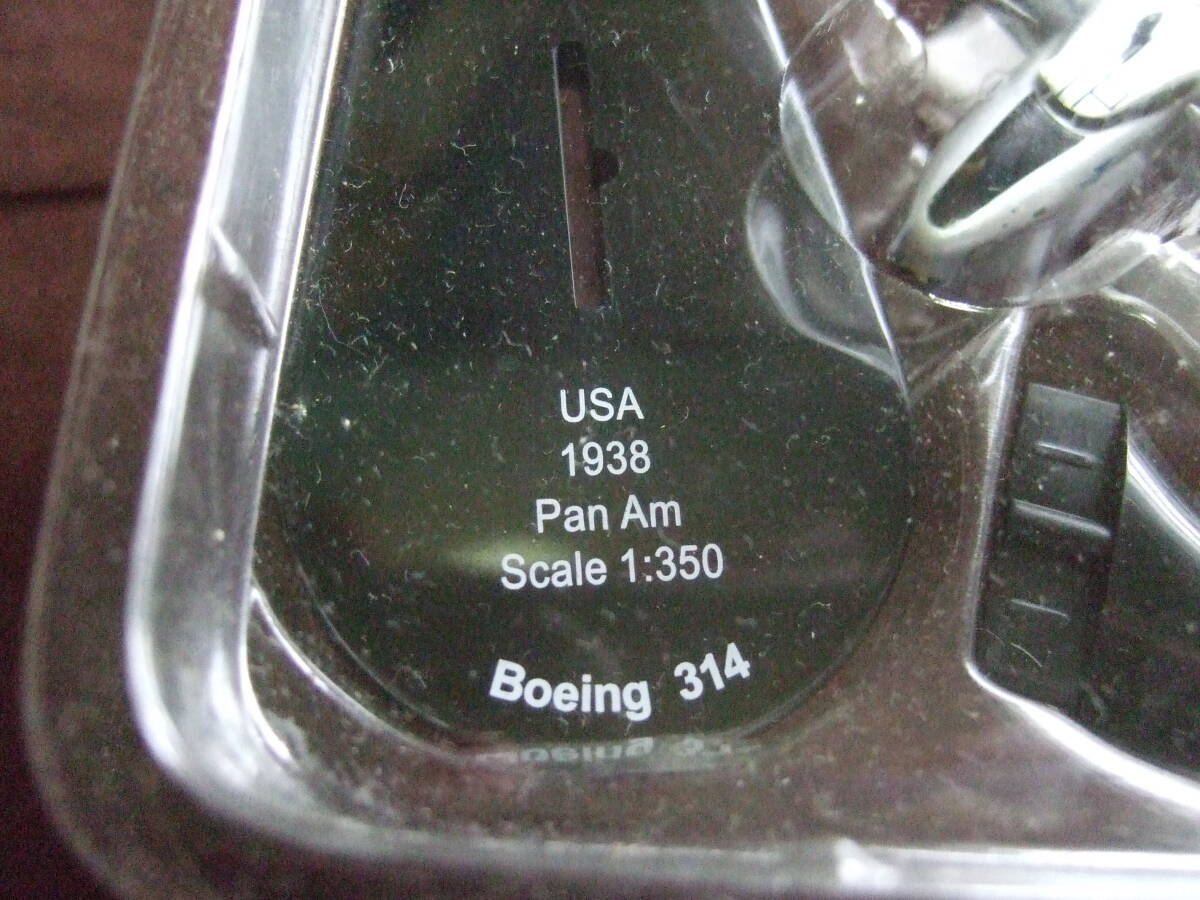 USA
1938
Pan Am
Scale 1:350
Boeing 314